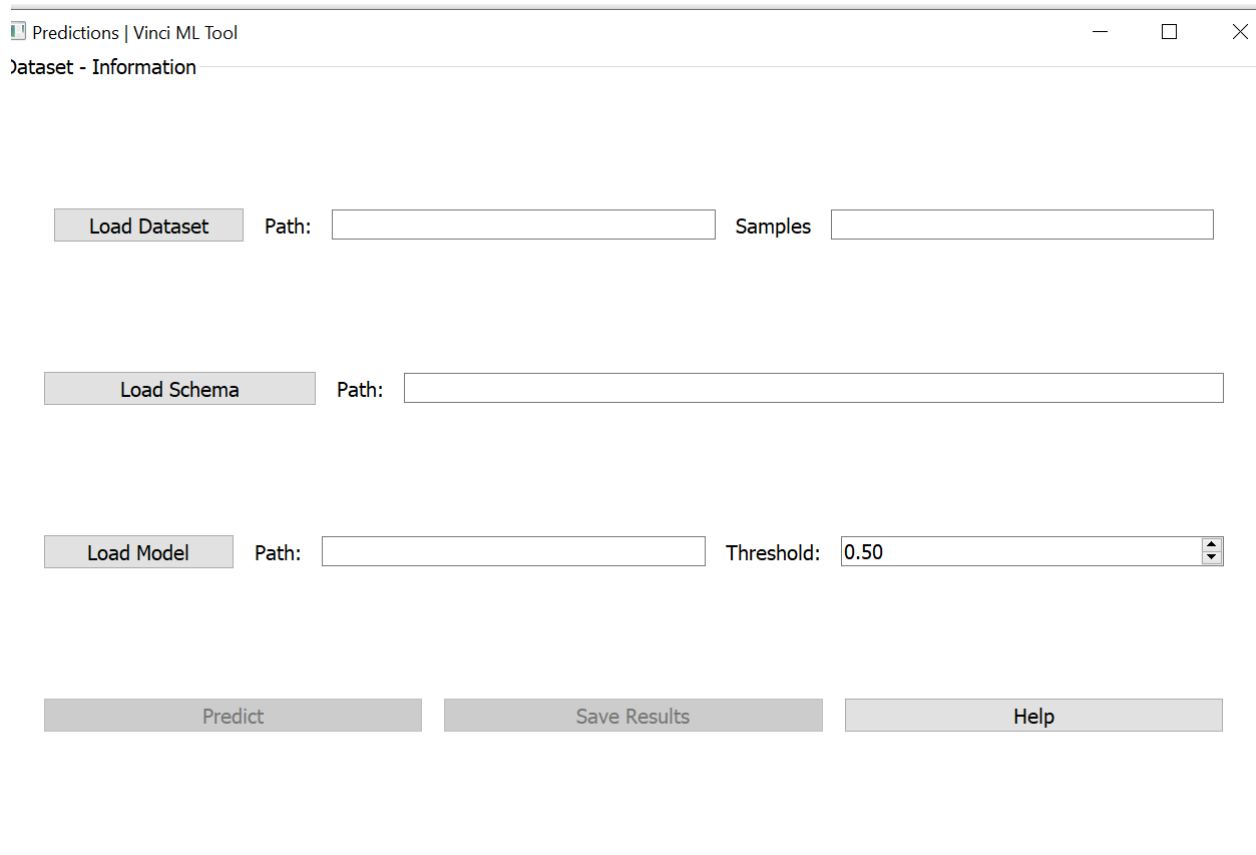 Predictions | Vinci ML Tool
Dataset - Information
Load Dataset Path: Samples
Load Schema Path:
Load Model Path: Threshold: 0.50
Predict Save Results Help